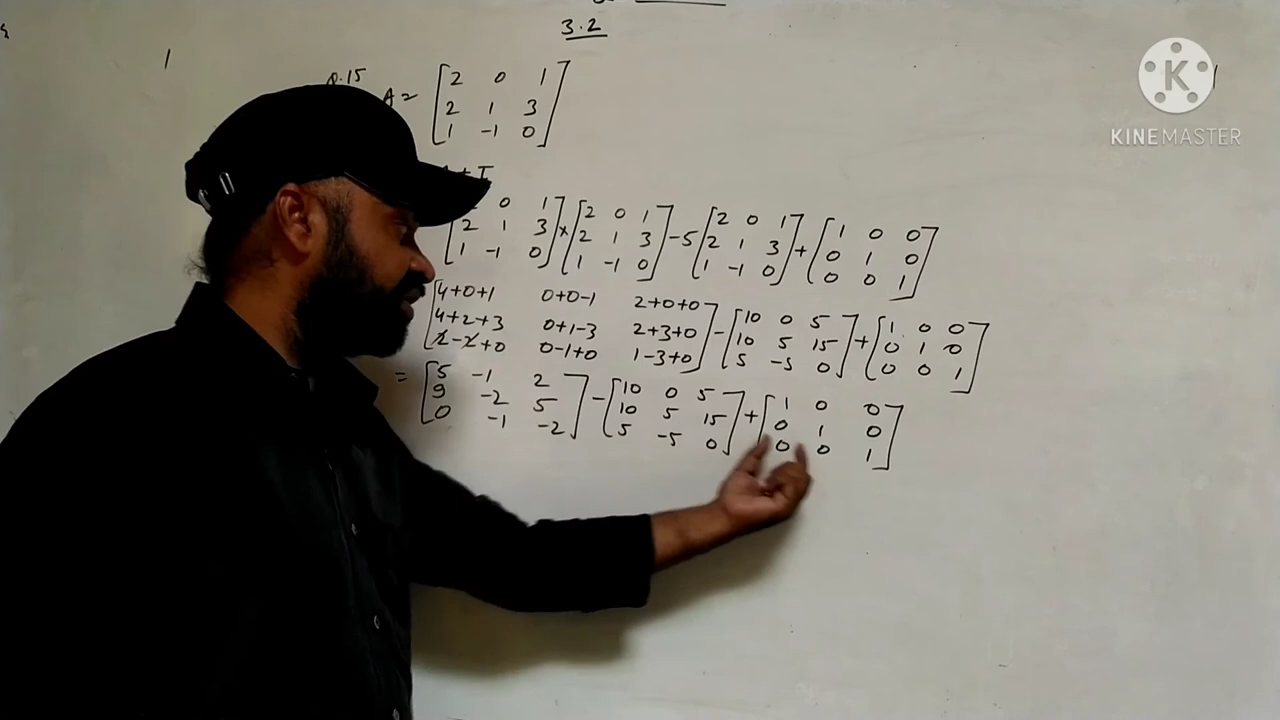 3.2
Q.15
A = [2 0 1
2 1 3
1 -1 0]
+ I
0 1] [2 0 1] [2 0 1] [1 0 0]
[2 1 3] × [2 1 3] - 5 [2 1 3] + [0 1 0]
[1 -1 0] [1 -1 0] [1 -1 0] [0 0 1]
[4+0+1 0+0-1 2+0+0] [10 0 5] [1 0 0]
[4+2+3 0+1-3 2+3+0] - [10 5 15] + [0 1 0]
[2-2+0 0-1+0 1-3+0] [5 -5 0] [0 0 1]
= [5 -1 2] [10 0 5] [1 0 0]
[9 -2 5] - [10 5 15] + [0 1 0]
[0 -1 -2] [5 -5 0] [0 0 1]
K
KINEMASTER